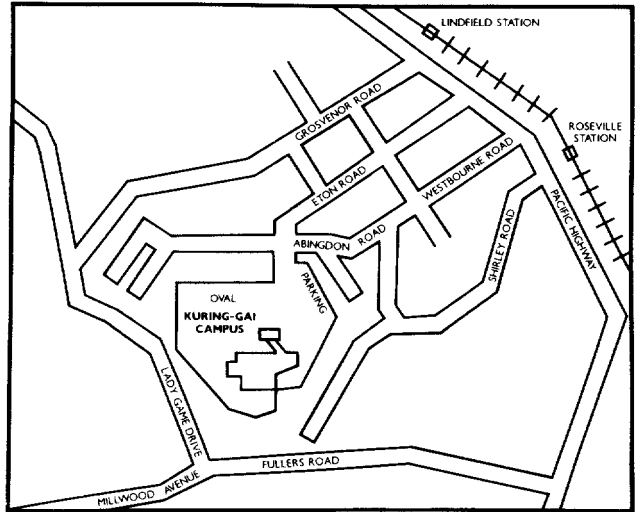 LINDFIELD STATION
ROSEVILLE
STATION
GROSVENOR ROAD
ETON ROAD
WESTBOURNE ROAD
ABINGDON ROAD
PACIFIC HIGHWAY
SHIRLEY ROAD
PARKING
OVAL
KURING-GAI
CAMPUS
LADY GAME DRIVE
FULLERS ROAD
MILLWOOD AVENUE